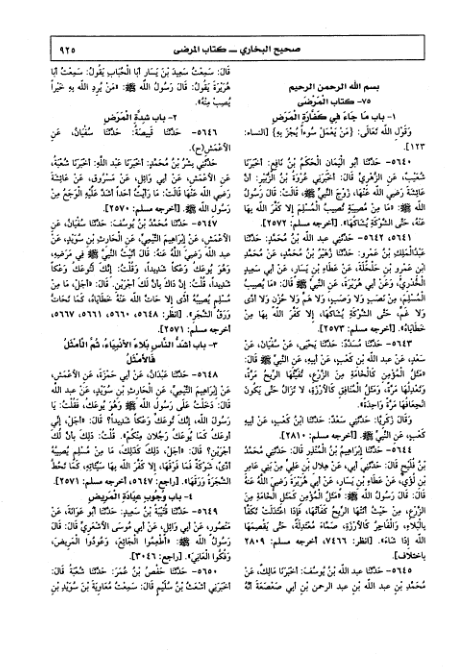 صحيح البخاري ــ كتاب المرضى
٩٢٥
بسم الله الرحمن الرحيم
٧٥- كتاب المَرْضَى
١- باب مَا جَاءَ فِي كَفَّارَةِ المَرَضِ
وَقَوْلِ اللهِ تَعَالَى: {مَنْ يَعْمَلْ سُوءاً يُجْزَ بِهِ} [النساء:
١٢٣].
٥٦٤٠- حَدَّثَنَا أَبُو اليَمَانِ الحَكَمُ بْنُ نَافِعٍ: أَخْبَرَنَا
شُعَيْبٌ، عَنِ الزُّهْرِيِّ قَالَ: أَخْبَرَنِي عُرْوَةُ بْنُ الزُّبَيْرِ: أَنَّ
عَائِشَةَ رَضِيَ اللهُ عَنْهَا، زَوْجَ النَّبِيِّ ﷺ، قَالَتْ: قَالَ رَسُولُ
اللهِ ﷺ: «مَا مِنْ مُصِيبَةٍ تُصِيبُ المُسْلِمَ إِلَّا كَفَّرَ اللهُ بِهَا
عَنْهُ، حَتَّى الشَّوْكَةِ يُشَاكُهَا». [أخرجه مسلم: ٢٥٧٢].
٥٦٤١، ٥٦٤٢- حَدَّثَنِي عبد الله بْنُ مُحَمَّدٍ: حَدَّثَنَا
عَبْدُالمَلِكِ بْنُ عَمْرٍو: حَدَّثَنَا زُهَيْرُ بْنُ مُحَمَّدٍ، عَنْ مُحَمَّدِ
ابْنِ عَمْرِو بْنِ حَلْحَلَةَ، عَنْ عَطَاءِ بْنِ يَسَارٍ، عَنْ أَبِي سَعِيدٍ
الخُدْرِيِّ، وَعَنْ أَبِي هُرَيْرَةَ، عَنِ النَّبِيِّ ﷺ قَالَ: «مَا يُصِيبُ
المُسْلِمَ، مِنْ نَصَبٍ وَلَا وَصَبٍ، وَلَا هَمٍّ وَلَا حُزْنٍ وَلَا أَذًى
وَلَا غَمٍّ، حَتَّى الشَّوْكَةِ يُشَاكُهَا، إِلَّا كَفَّرَ اللهُ بِهَا مِنْ
خَطَايَاهُ». [أخرجه مسلم: ٢٥٧٣].
٥٦٤٣- حَدَّثَنَا مُسَدَّدٌ: حَدَّثَنَا يَحْيَى، عَنْ سُفْيَانَ، عَنْ
سَعْدٍ، عَنْ عبد الله بْنِ كَعْبٍ، عَنْ أَبِيهِ، عَنِ النَّبِيِّ ﷺ قَالَ:
«مَثَلُ المُؤْمِنِ كَالخَامَةِ مِنَ الزَّرْعِ، تُفَيِّئُهَا الرِّيحُ مَرَّةً،
وَتَعْدِلُهَا مَرَّةً، وَمَثَلُ المُنَافِقِ كَالأَرْزَةِ، لَا تَزَالُ حَتَّى يَكُونَ
انْجِعَافُهَا مَرَّةً وَاحِدَةً».
وَقَالَ زَكَرِيَّا: حَدَّثَنِي سَعْدٌ: حَدَّثَنَا ابْنُ كَعْبٍ، عَنْ أَبِيهِ
كَعْبٍ، عَنِ النَّبِيِّ ﷺ. [أخرجه مسلم: ٢٨١٠].
٥٦٤٤- حَدَّثَنَا إِبْرَاهِيمُ بْنُ المُنْذِرِ قَالَ: حَدَّثَنِي مُحَمَّدُ
بْنُ فُلَيْحٍ قَالَ: حَدَّثَنِي أَبِي، عَنْ هِلَالِ بْنِ عَلِيٍّ مِنْ بَنِي عَامِرِ
بْنِ لُؤَيٍّ، عَنْ عَطَاءِ بْنِ يَسَارٍ، عَنْ أَبِي هُرَيْرَةَ رَضِيَ اللهُ عَنْهُ
قَالَ: قَالَ رَسُولُ اللهِ ﷺ: «مَثَلُ المُؤْمِنِ كَمَثَلِ الخَامَةِ مِنَ
الزَّرْعِ، مِنْ حَيْثُ أَتَتْهَا الرِّيحُ كَفَأَتْهَا، فَإِذَا اعْتَدَلَتْ تَكَفَّأُ
بِالْبَلَاءِ، وَالفَاجِرُ كَالأَرْزَةِ، صَمَّاءَ مُعْتَدِلَةً، حَتَّى يَقْصِمَهَا
اللهُ إِذَا شَاءَ». [انظر: ٧٤٦٦، أخرجه مسلم: ٢٨٠٩
باختلاف].
٥٦٤٥- حَدَّثَنَا عبد الله بْنُ يُوسُفَ: أَخْبَرَنَا مَالِكٌ، عَنْ
مُحَمَّدِ بْنِ عبد الله بْنِ عبد الرحمن بْنِ أَبِي صَعْصَعَةَ أَنَّهُ
قَالَ: سَمِعْتُ سَعِيدَ بْنَ يَسَارٍ أَبَا الحُبَابِ يَقُولُ: سَمِعْتُ أَبَا
هُرَيْرَةَ يَقُولُ: قَالَ رَسُولُ اللهِ ﷺ: «مَنْ يُرِدِ اللهُ بِهِ خَيْراً
يُصِبْ مِنْهُ».
٢- باب شِدَّةِ المَرَضِ
٥٦٤٦- حَدَّثَنَا قَبِيصَةُ: حَدَّثَنَا سُفْيَانُ، عَنِ
الأَعْمَشِ(ح).
حَدَّثَنِي بِشْرُ بْنُ مُحَمَّدٍ: أَخْبَرَنَا عَبْدُ اللهِ: أَخْبَرَنَا شُعْبَةُ،
عَنِ الأَعْمَشِ، عَنْ أَبِي وَائِلٍ، عَنْ مَسْرُوقٍ، عَنْ عَائِشَةَ
رَضِيَ اللهُ عَنْهَا قَالَتْ: مَا رَأَيْتُ أَحَداً أَشَدَّ عَلَيْهِ الوَجَعُ مِنْ
رَسُولِ اللهِ ﷺ. [أخرجه مسلم: ٢٥٧٠].
٥٦٤٧- حَدَّثَنَا مُحَمَّدُ بْنُ يُوسُفَ: حَدَّثَنَا سُفْيَانُ، عَنِ
الأَعْمَشِ، عَنْ إِبْرَاهِيمَ التَّيْمِيِّ، عَنِ الحَارِثِ بْنِ سُوَيْدٍ، عَنْ
عبد الله رَضِيَ اللهُ عَنْهُ: قَالَ: أَتَيْتُ النَّبِيَّ ﷺ فِي مَرَضِهِ،
وَهُوَ يُوعَكُ وَعْكاً شَدِيداً، وَقُلْتُ: إِنَّكَ لَتُوعَكُ وَعْكاً
شَدِيداً، قُلْتُ: إِنَّ ذَاكَ بِأَنَّ لَكَ أَجْرَيْنِ. قَالَ: «أَجَلْ، مَا مِنْ
مُسْلِمٍ يُصِيبُهُ أَذًى إِلَّا حَاتَّ اللهُ عَنْهُ خَطَايَاهُ، كَمَا تَحَاتُّ
وَرَقُ الشَّجَرِ». [انظر: ٥٦٤٨، ٥٦٦٠، ٥٦٦١، ٥٦٦٧،
أخرجه مسلم: ٢٥٧١].
٣- باب أَشَدُّ النَّاسِ بَلَاءً الأَنْبِيَاءُ، ثُمَّ الأَمْثَلُ
فَالأَمْثَلُ
٥٦٤٨- حَدَّثَنَا عَبْدَانُ، عَنْ أَبِي حَمْزَةَ، عَنِ الأَعْمَشِ،
عَنْ إِبْرَاهِيمَ التَّيْمِيِّ، عَنِ الحَارِثِ بْنِ سُوَيْدٍ، عَنْ عبد الله
قَالَ: دَخَلْتُ عَلَى رَسُولِ اللهِ ﷺ وَهُوَ يُوعَكُ، فَقُلْتُ: يَا
رَسُولَ اللهِ، إِنَّكَ تُوعَكُ وَعْكاً شَدِيداً؟ قَالَ: «أَجَلْ، إِنِّي
أُوعَكُ كَمَا يُوعَكُ رَجُلَانِ مِنْكُمْ». قُلْتُ: ذَلِكَ بِأَنَّ لَكَ
أَجْرَيْنِ؟ قَالَ: «أَجَلْ، ذَلِكَ كَذَلِكَ، مَا مِنْ مُسْلِمٍ يُصِيبُهُ
أَذًى، شَوْكَةٌ فَمَا فَوْقَهَا، إِلَّا كَفَّرَ اللهُ بِهَا سَيِّئَاتِهِ، كَمَا تَحُطُّ
الشَّجَرَةُ وَرَقَهَا». [راجع: ٥٦٤٧، أخرجه مسلم: ٢٥٧١].
٤- باب وُجُوبِ عِيَادَةِ المَرِيضِ
٥٦٤٩- حَدَّثَنَا قُتَيْبَةُ بْنُ سَعِيدٍ: حَدَّثَنَا أَبُو عَوَانَةَ، عَنْ
مَنْصُورٍ، عَنْ أَبِي وَائِلٍ، عَنْ أَبِي مُوسَى الأَشْعَرِيِّ قَالَ: قَالَ
رَسُولُ اللهِ ﷺ: «أَطْعِمُوا الجَائِعَ، وَعُودُوا المَرِيضَ،
وَفُكُّوا العَانِيَ». [راجع: ٣٠٤٦].
٥٦٥٠- حَدَّثَنَا حَفْصُ بْنُ عُمَرَ: حَدَّثَنَا شُعْبَةُ قَالَ:
أَخْبَرَنِي أَشْعَثُ بْنُ سُلَيْمٍ قَالَ: سَمِعْتُ مُعَاوِيَةَ بْنَ سُوَيْدِ بْنِ